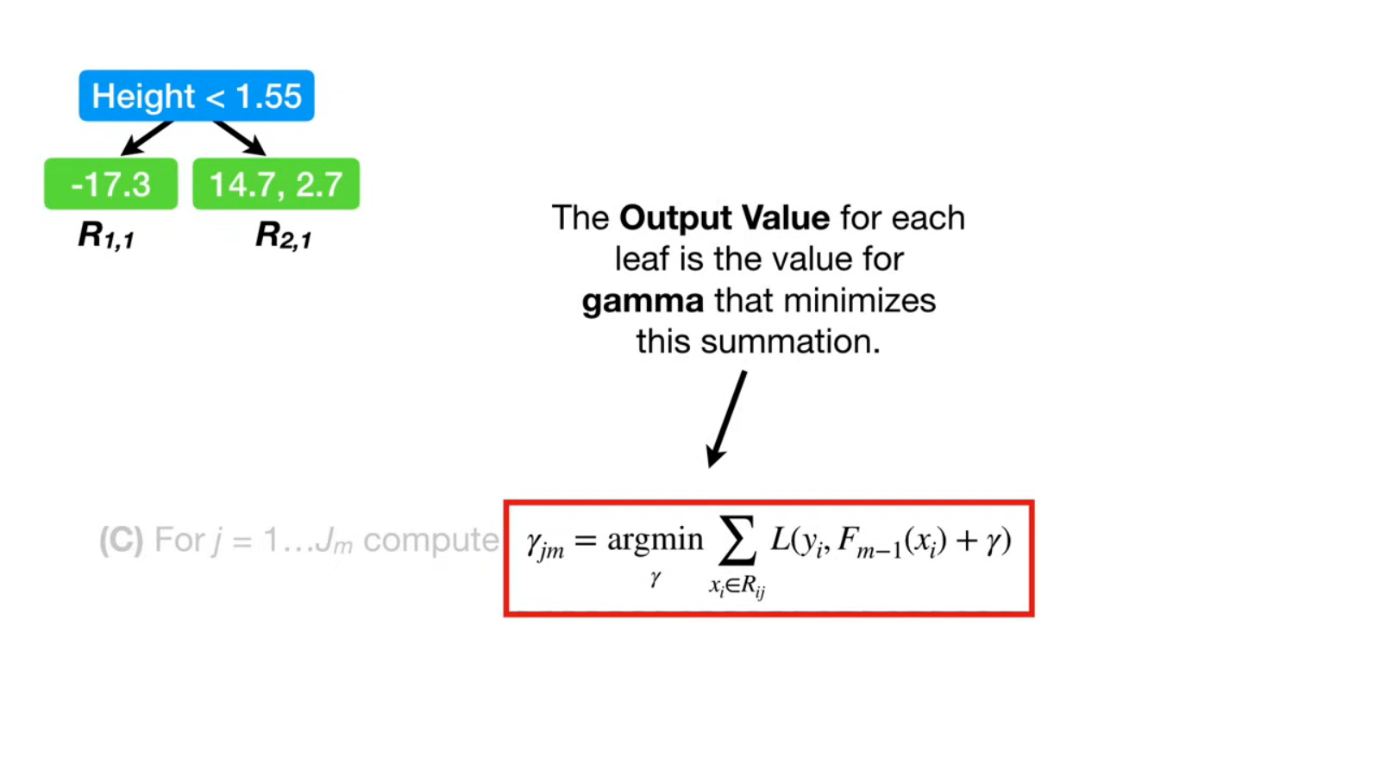 Height < 1.55
-17.3
14.7, 2.7
R1,1
R2,1
The Output Value for each
leaf is the value for
gamma that minimizes
this summation.
(C) For j = 1…Jm compute γjm = argmin ∑ L(yi, Fm−1(xi) + γ)
γ xi∈Rij